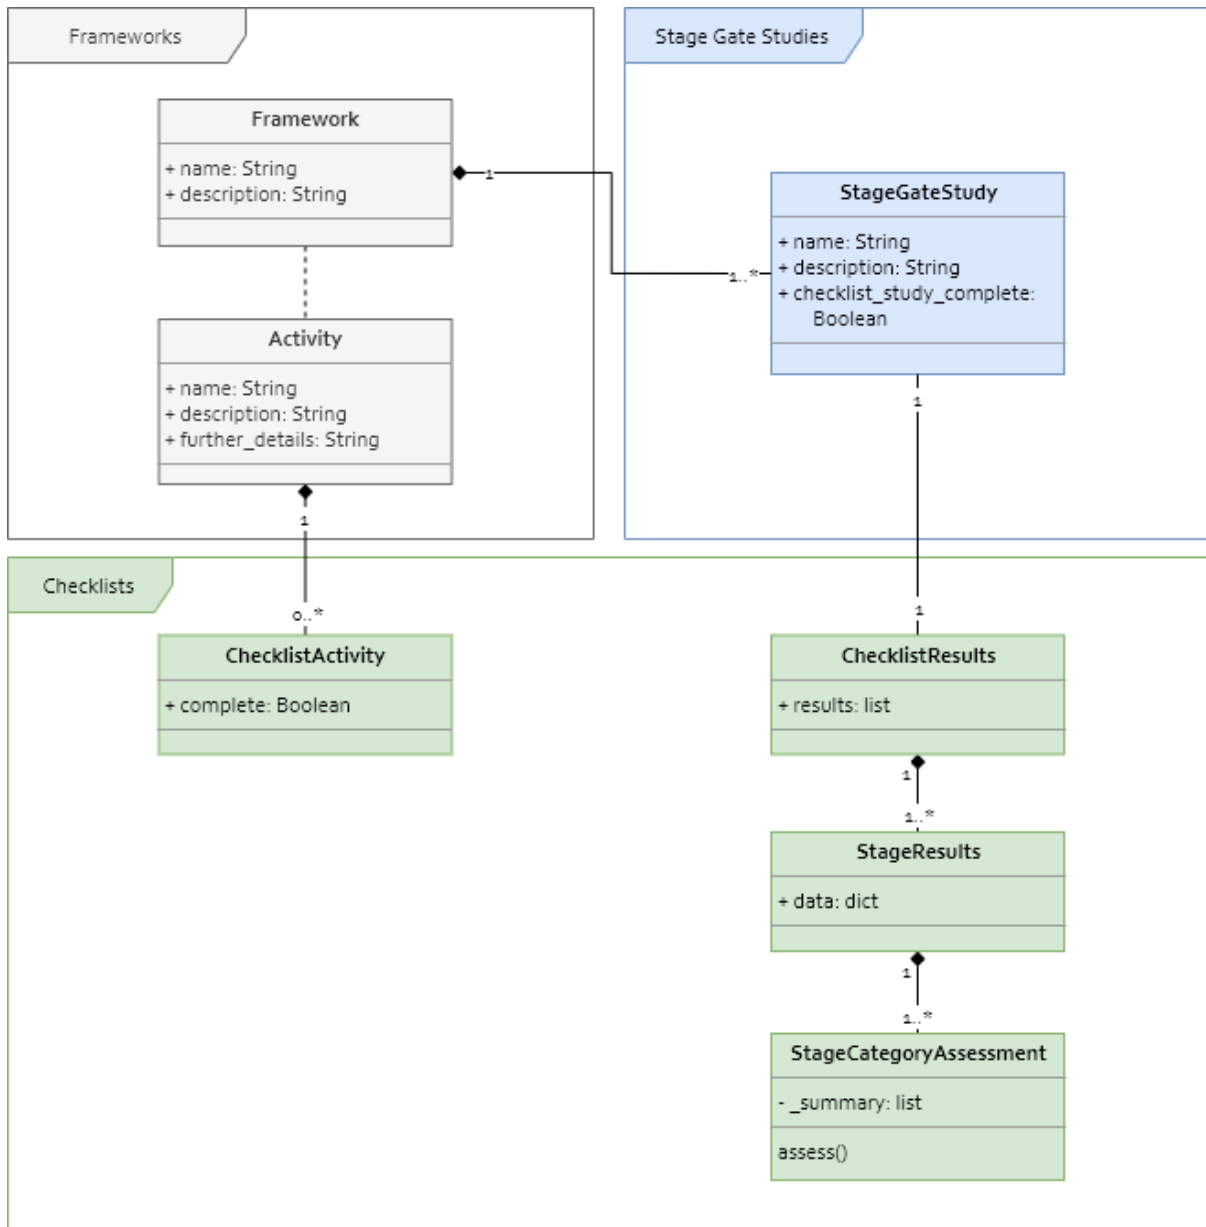 Frameworks
Stage Gate Studies
Framework
+ name: String
+ description: String
1
StageGateStudy
+ name: String
+ description: String
+ checklist_study_complete:
Boolean
1..*
Activity
+ name: String
+ description: String
+ further_details: String
1
1
Checklists
0..*
1
ChecklistActivity
+ complete: Boolean
ChecklistResults
+ results: list
1
1..*
StageResults
+ data: dict
1
1..*
StageCategoryAssessment
- _summary: list
assess()